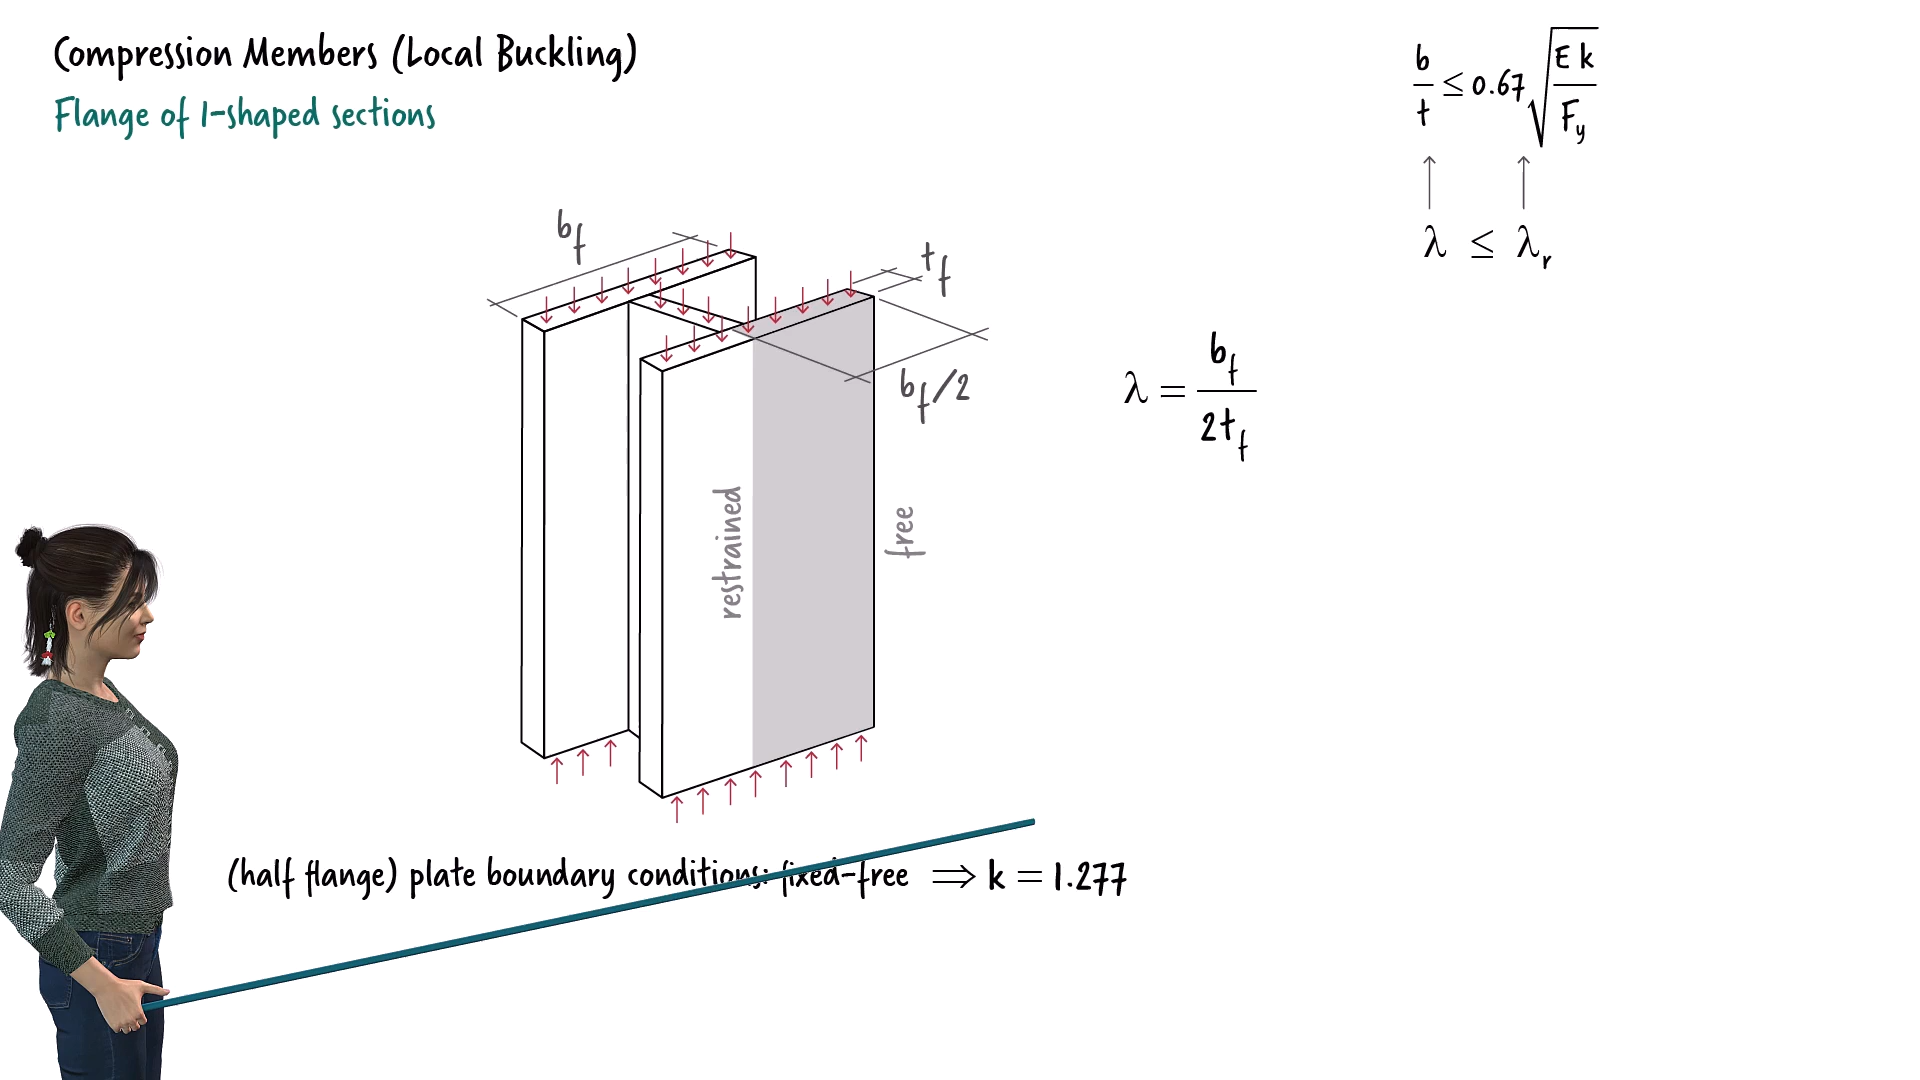 Compression Members (Local Buckling)
Flange of I-shaped sections
b/t ≤ 0.67 √(E k / F_y)
λ ≤ λ_r
b_f
t_f
b_f/2
λ = b_f / 2t_f
restrained
free
(half flange) plate boundary conditions: fixed-free ⟹ k = 1.277